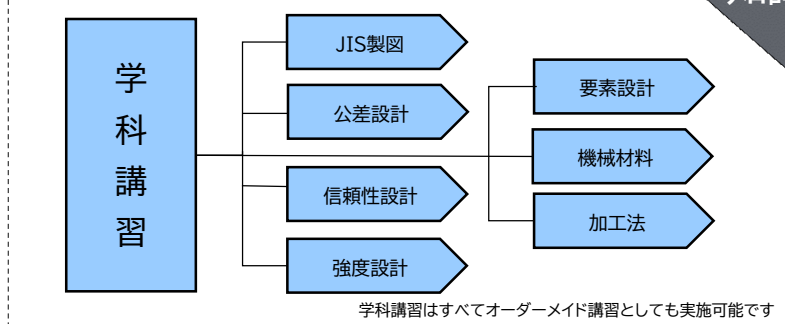 学科講習
JIS製図
公差設計
信頼性設計
強度設計
要素設計
機械材料
加工法
学科講習はすべてオーダーメイド講習としても実施可能です